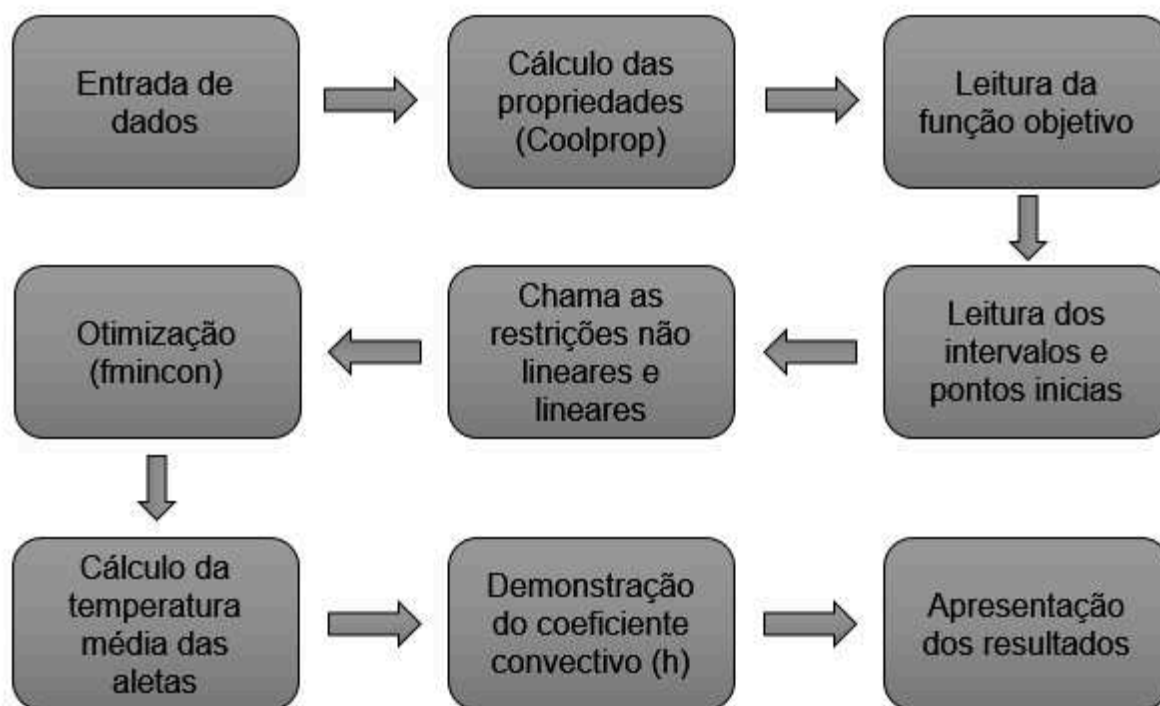 Entrada de
dados
Cálculo das
propriedades
(Coolprop)
Leitura da
função objetivo
Leitura dos
intervalos e
pontos inicias
Chama as
restrições não
lineares e
lineares
Otimização
(fmincon)
Cálculo da
temperatura
média das
aletas
Demonstração
do coeficiente
convectivo (h)
Apresentação
dos resultados